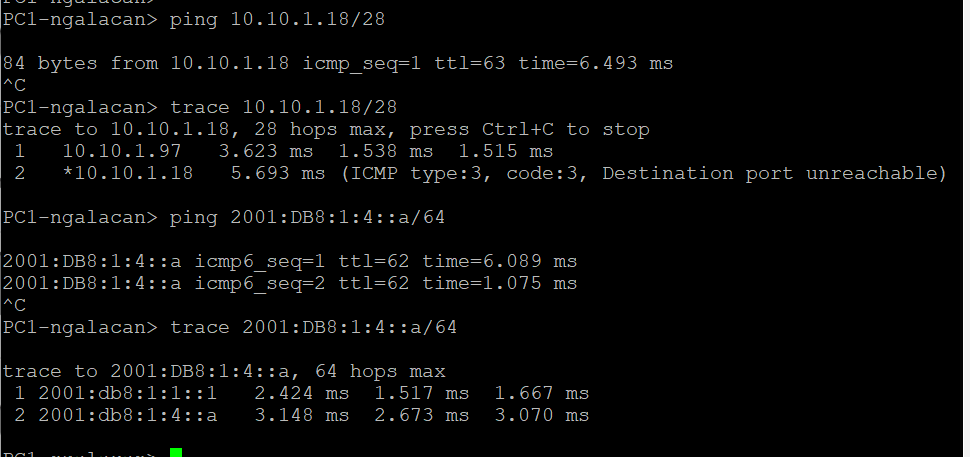 PC1-ngalacan> ping 10.10.1.18/28
84 bytes from 10.10.1.18 icmp_seq=1 ttl=63 time=6.493 ms
^C
PC1-ngalacan> trace 10.10.1.18/28
trace to 10.10.1.18, 28 hops max, press Ctrl+C to stop
1 10.10.1.97 3.623 ms 1.538 ms 1.515 ms
2 *10.10.1.18 5.693 ms (ICMP type:3, code:3, Destination port unreachable)
PC1-ngalacan> ping 2001:DB8:1:4::a/64
2001:DB8:1:4::a icmp6_seq=1 ttl=62 time=6.089 ms
2001:DB8:1:4::a icmp6_seq=2 ttl=62 time=1.075 ms
^C
PC1-ngalacan> trace 2001:DB8:1:4::a/64
trace to 2001:DB8:1:4::a, 64 hops max
1 2001:db8:1:1::1 2.424 ms 1.517 ms 1.667 ms
2 2001:db8:1:4::a 3.148 ms 2.673 ms 3.070 ms